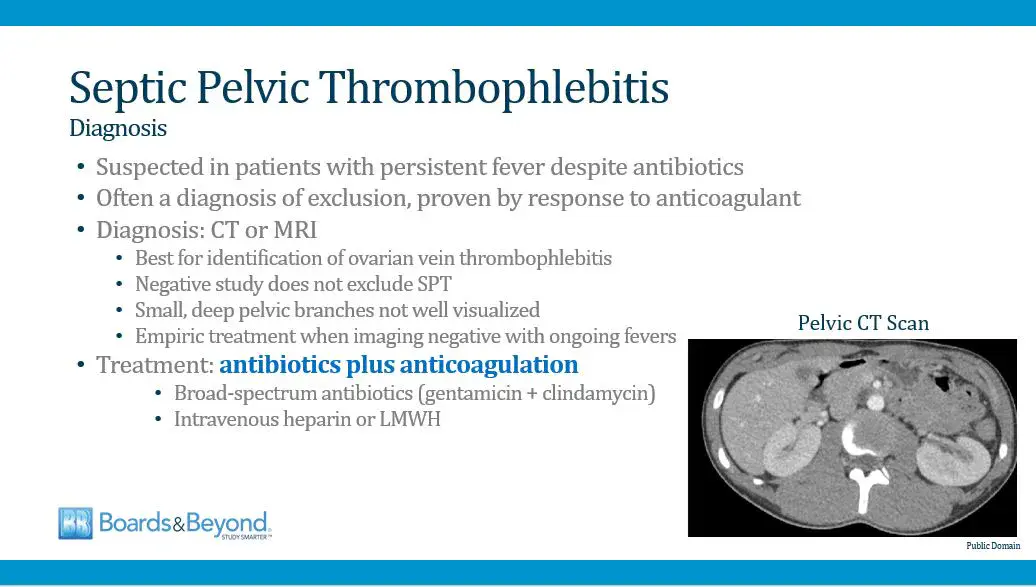 Septic Pelvic Thrombophlebitis
Diagnosis
• Suspected in patients with persistent fever despite antibiotics
• Often a diagnosis of exclusion, proven by response to anticoagulant
• Diagnosis: CT or MRI
• Best for identification of ovarian vein thrombophlebitis
• Negative study does not exclude SPT
• Small, deep pelvic branches not well visualized
• Empiric treatment when imaging negative with ongoing fevers
• Treatment: antibiotics plus anticoagulation
• Broad-spectrum antibiotics (gentamicin + clindamycin)
• Intravenous heparin or LMWH
Pelvic CT Scan
Public Domain
BB Boards&Beyond®
STUDY SMARTER™